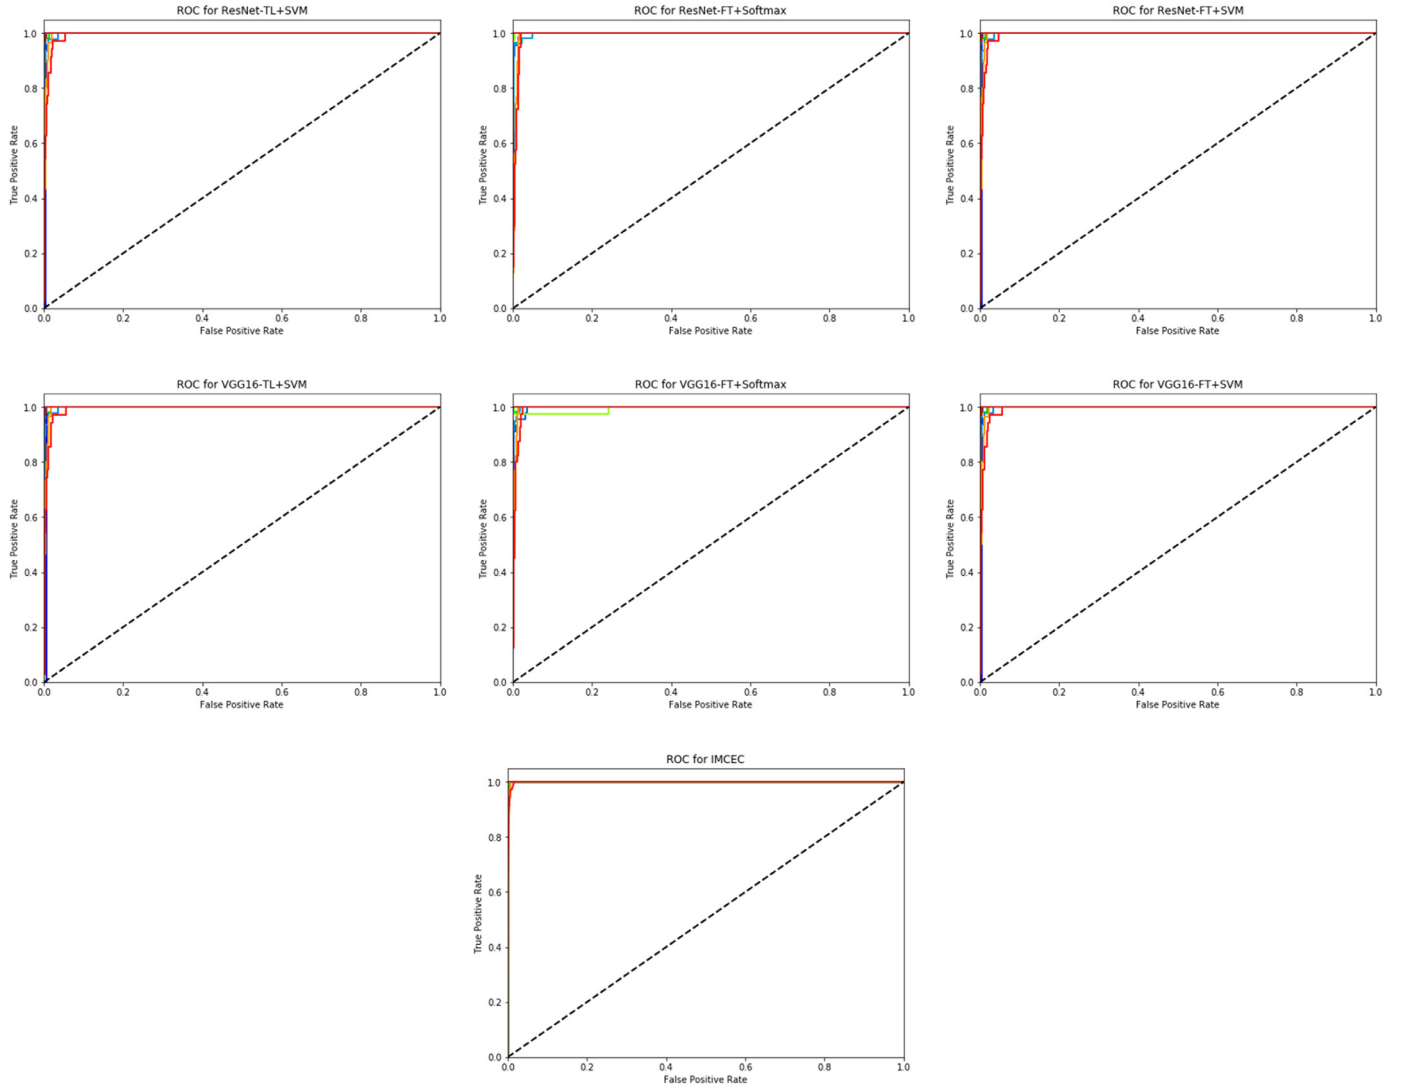 ROC for ResNet-TL+SVM
1.0
0.8
0.6
0.4
0.2
0.0
True Positive Rate
0.0 0.2 0.4 0.6 0.8 1.0
False Positive Rate
ROC for ResNet-FT+Softmax
1.0
0.8
0.6
0.4
0.2
0.0
True Positive Rate
0.0 0.2 0.4 0.6 0.8 1.0
False Positive Rate
ROC for ResNet-FT+SVM
1.0
0.8
0.6
0.4
0.2
0.0
True Positive Rate
0.0 0.2 0.4 0.6 0.8 1.0
False Positive Rate
ROC for VGG16-TL+SVM
1.0
0.8
0.6
0.4
0.2
0.0
True Positive Rate
0.0 0.2 0.4 0.6 0.8 1.0
False Positive Rate
ROC for VGG16-FT+Softmax
1.0
0.8
0.6
0.4
0.2
0.0
True Positive Rate
0.0 0.2 0.4 0.6 0.8 1.0
False Positive Rate
ROC for VGG16-FT+SVM
1.0
0.8
0.6
0.4
0.2
0.0
True Positive Rate
0.0 0.2 0.4 0.6 0.8 1.0
False Positive Rate
ROC for IMCEC
1.0
0.8
0.6
0.4
0.2
0.0
True Positive Rate
0.0 0.2 0.4 0.6 0.8 1.0
False Positive Rate